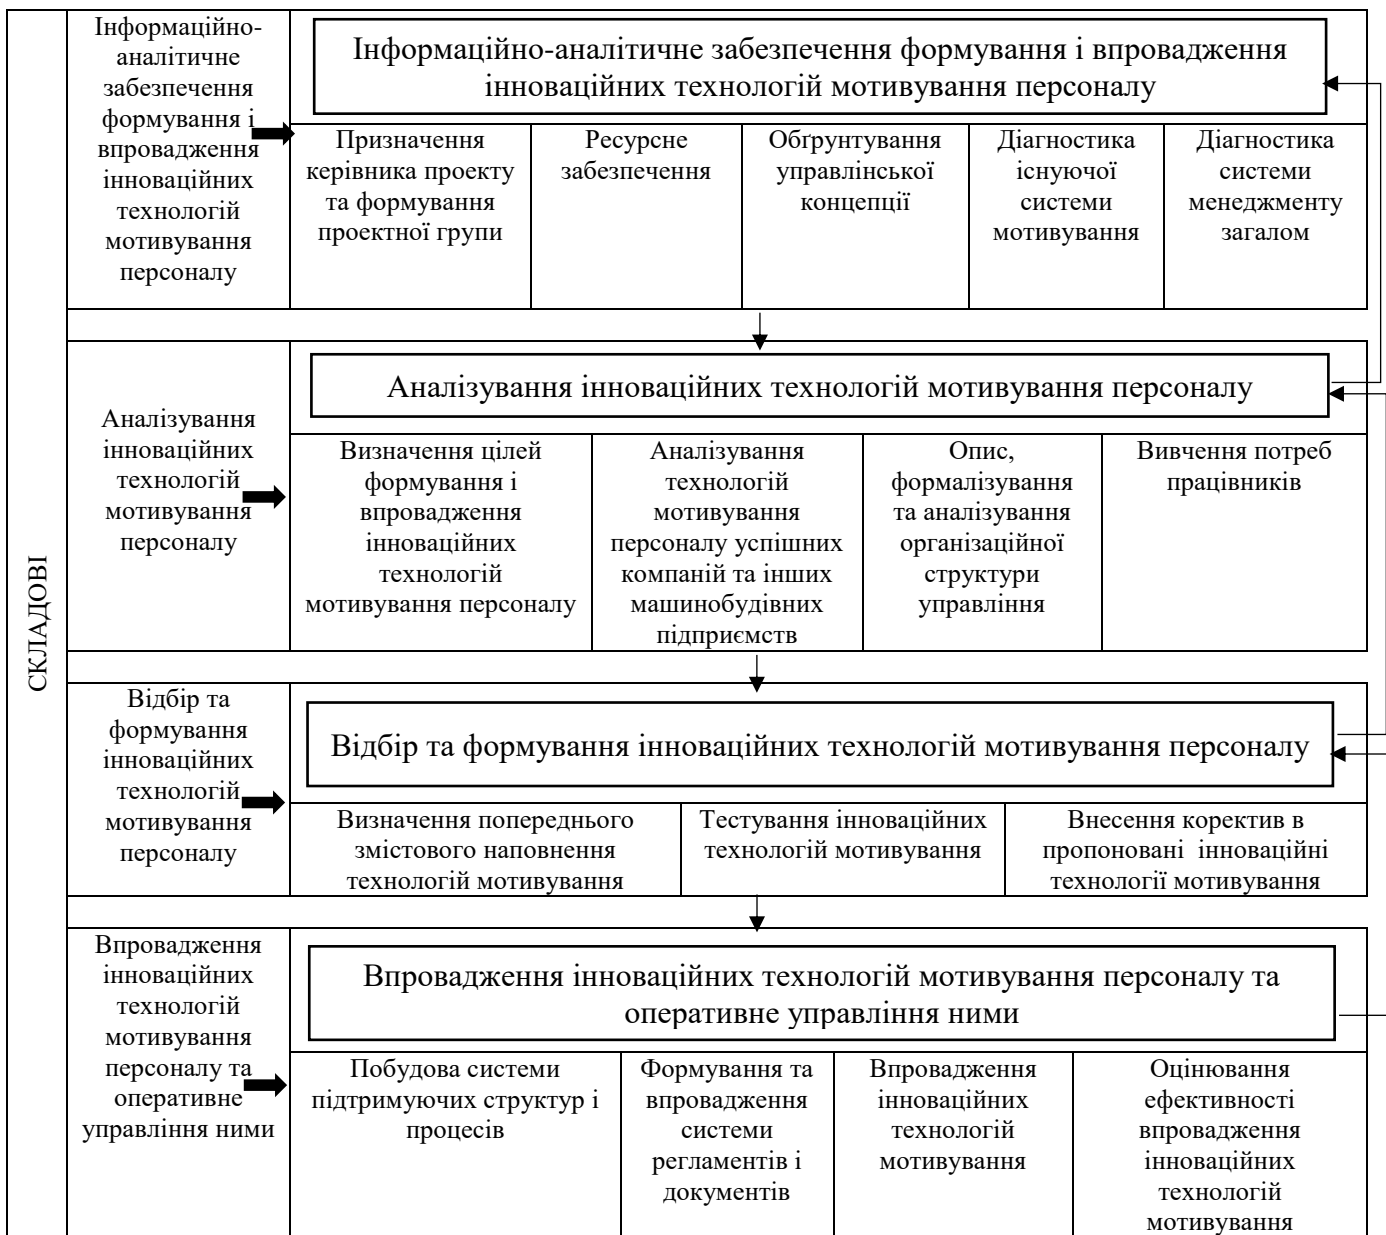 СКЛАДОВІ
Інформаційно-
аналітичне
забезпечення
формування і
впровадження
інноваційних
технологій
мотивування
персоналу
Інформаційно-аналітичне забезпечення формування і впровадження
інноваційних технологій мотивування персоналу
Призначення
керівника проекту
та формування
проектної групи
Ресурсне
забезпечення
Обґрунтування
управлінської
концепції
Діагностика
існуючої
системи
мотивування
Діагностика
системи
менеджменту
загалом
Аналізування
інноваційних
технологій
мотивування
персоналу
Аналізування інноваційних технологій мотивування персоналу
Визначення цілей
формування і
впровадження
інноваційних
технологій
мотивування персоналу
Аналізування
технологій
мотивування
персоналу успішних
компаній та інших
машинобудівних
підприємств
Опис,
формалізування
та аналізування
організаційної
структури
управління
Вивчення потреб
працівників
Відбір та
формування
інноваційних
технологій
мотивування
персоналу
Відбір та формування інноваційних технологій мотивування персоналу
Визначення попереднього
змістового наповнення
технологій мотивування
Тестування інноваційних
технологій мотивування
Внесення коректив в
пропоновані інноваційні
технології мотивування
Впровадження
інноваційних
технологій
мотивування
персоналу та
оперативне
управління ними
Впровадження інноваційних технологій мотивування персоналу та
оперативне управління ними
Побудова системи
підтримуючих структур і
процесів
Формування та
впровадження
системи
регламентів і
документів
Впровадження
інноваційних
технологій
мотивування
Оцінювання
ефективності
впровадження
інноваційних
технологій
мотивування